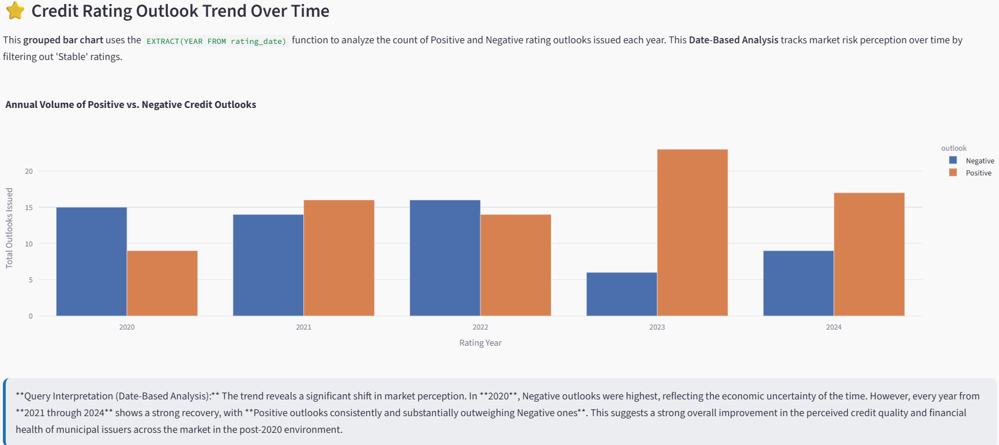 ⭐ Credit Rating Outlook Trend Over Time
This grouped bar chart uses the EXTRACT(YEAR FROM rating_date) function to analyze the count of Positive and Negative rating outlooks issued each year. This Date-Based Analysis tracks market risk perception over time by
filtering out 'Stable' ratings.
Annual Volume of Positive vs. Negative Credit Outlooks
outlook
Negative
Positive
Total Outlooks Issued
20
15
10
5
0
2020
2021
2022
2023
2024
Rating Year
**Query Interpretation (Date-Based Analysis):** The trend reveals a significant shift in market perception. In **2020**, Negative outlooks were highest, reflecting the economic uncertainty of the time. However, every year from
**2021 through 2024** shows a strong recovery, with **Positive outlooks consistently and substantially outweighing Negative ones**. This suggests a strong overall improvement in the perceived credit quality and financial
health of municipal issuers across the market in the post-2020 environment.